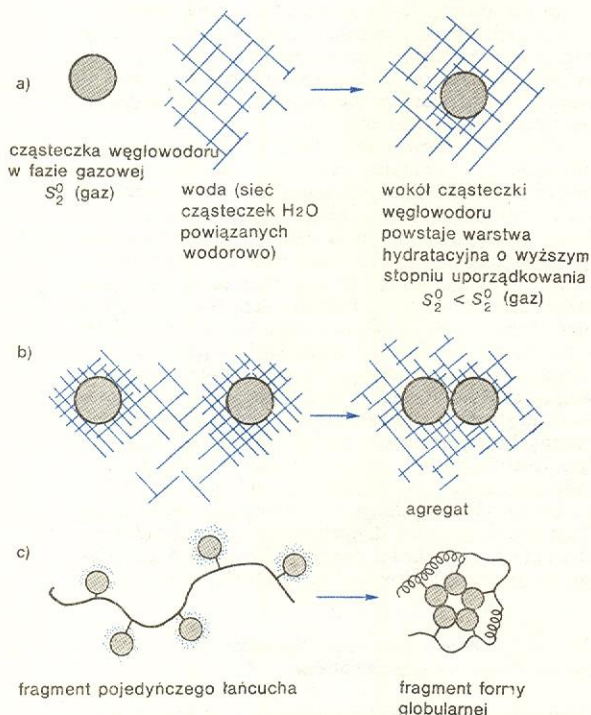 a)
cząsteczka węglowodoru
w fazie gazowej
S₂⁰ (gaz)
woda (sieć
cząsteczek H2O
powiązanych
wodorowo)
wokół cząsteczki
węglowodoru
powstaje warstwa
hydratacyjna o wyższym
stopniu uporządkowania
S₂⁰ < S₂⁰ (gaz)
b)
agregat
c)
fragment pojedyńczego łańcucha
fragment formy
globularnej